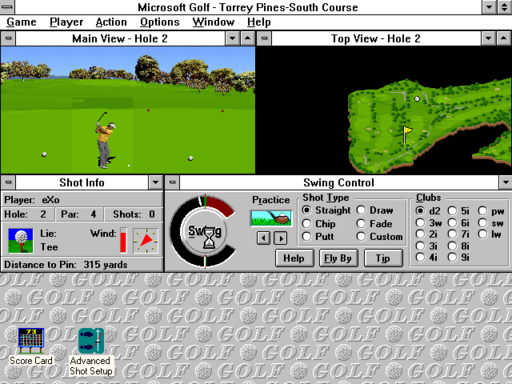 Microsoft Golf - Torrey Pines-South Course
Game Player Action Options Window Help
Main View - Hole 2
Top View - Hole 2
Shot Info
Player: eXo
Hole: 2 Par: 4 Shots: 0
Lie: Wind:
Tee
Distance to Pin: 315 yards
Swing Control
Swing
Practice
Shot Type
Straight Draw
Chip Fade
Putt Custom
Help Fly By Tip
Clubs
d2 5i pw
3w 6i sw
2i 7i lw
3i 8i
4i 9i
GOLF GOLF GOLF GOLF GOLF
Score Card
Advanced
Shot Setup